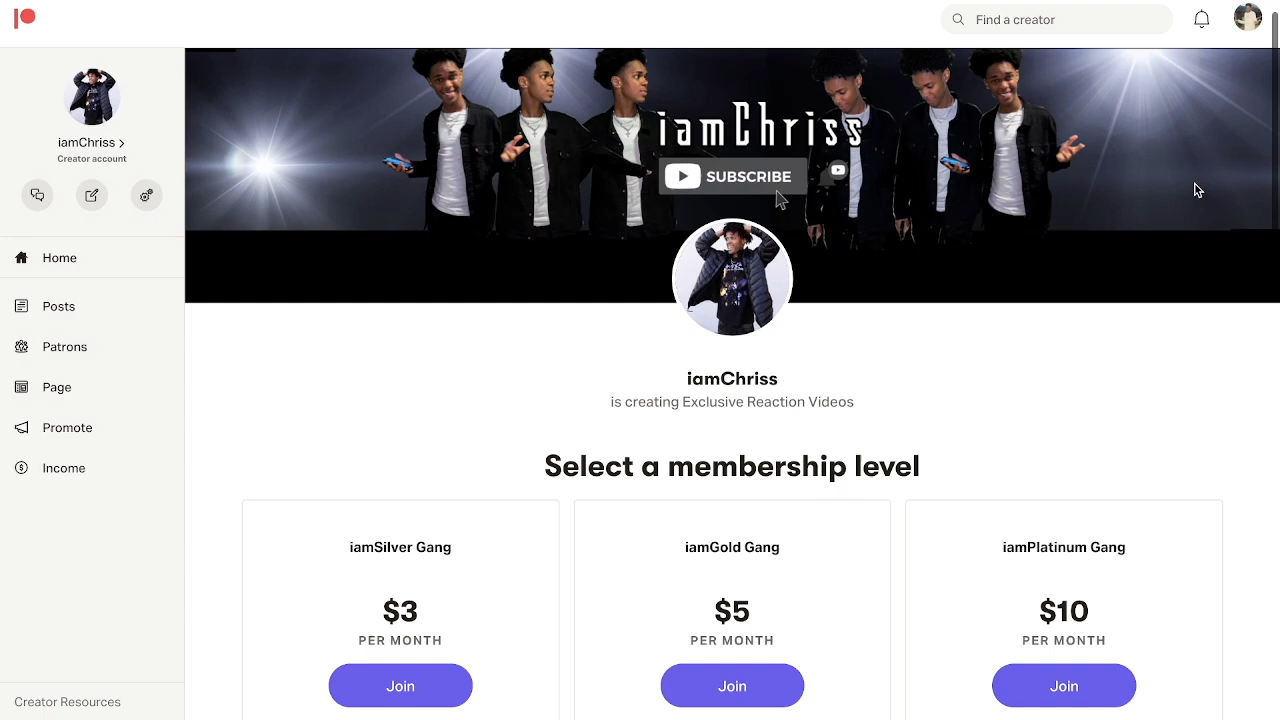 Find a creator
iamChriss
Creator account
Home
Posts
Patrons
Page
Promote
Income
Creator Resources
iamChriss
SUBSCRIBE
iamChriss
is creating Exclusive Reaction Videos
Select a membership level
iamSilver Gang
$3
PER MONTH
Join
iamGold Gang
$5
PER MONTH
Join
iamPlatinum Gang
$10
PER MONTH
Join